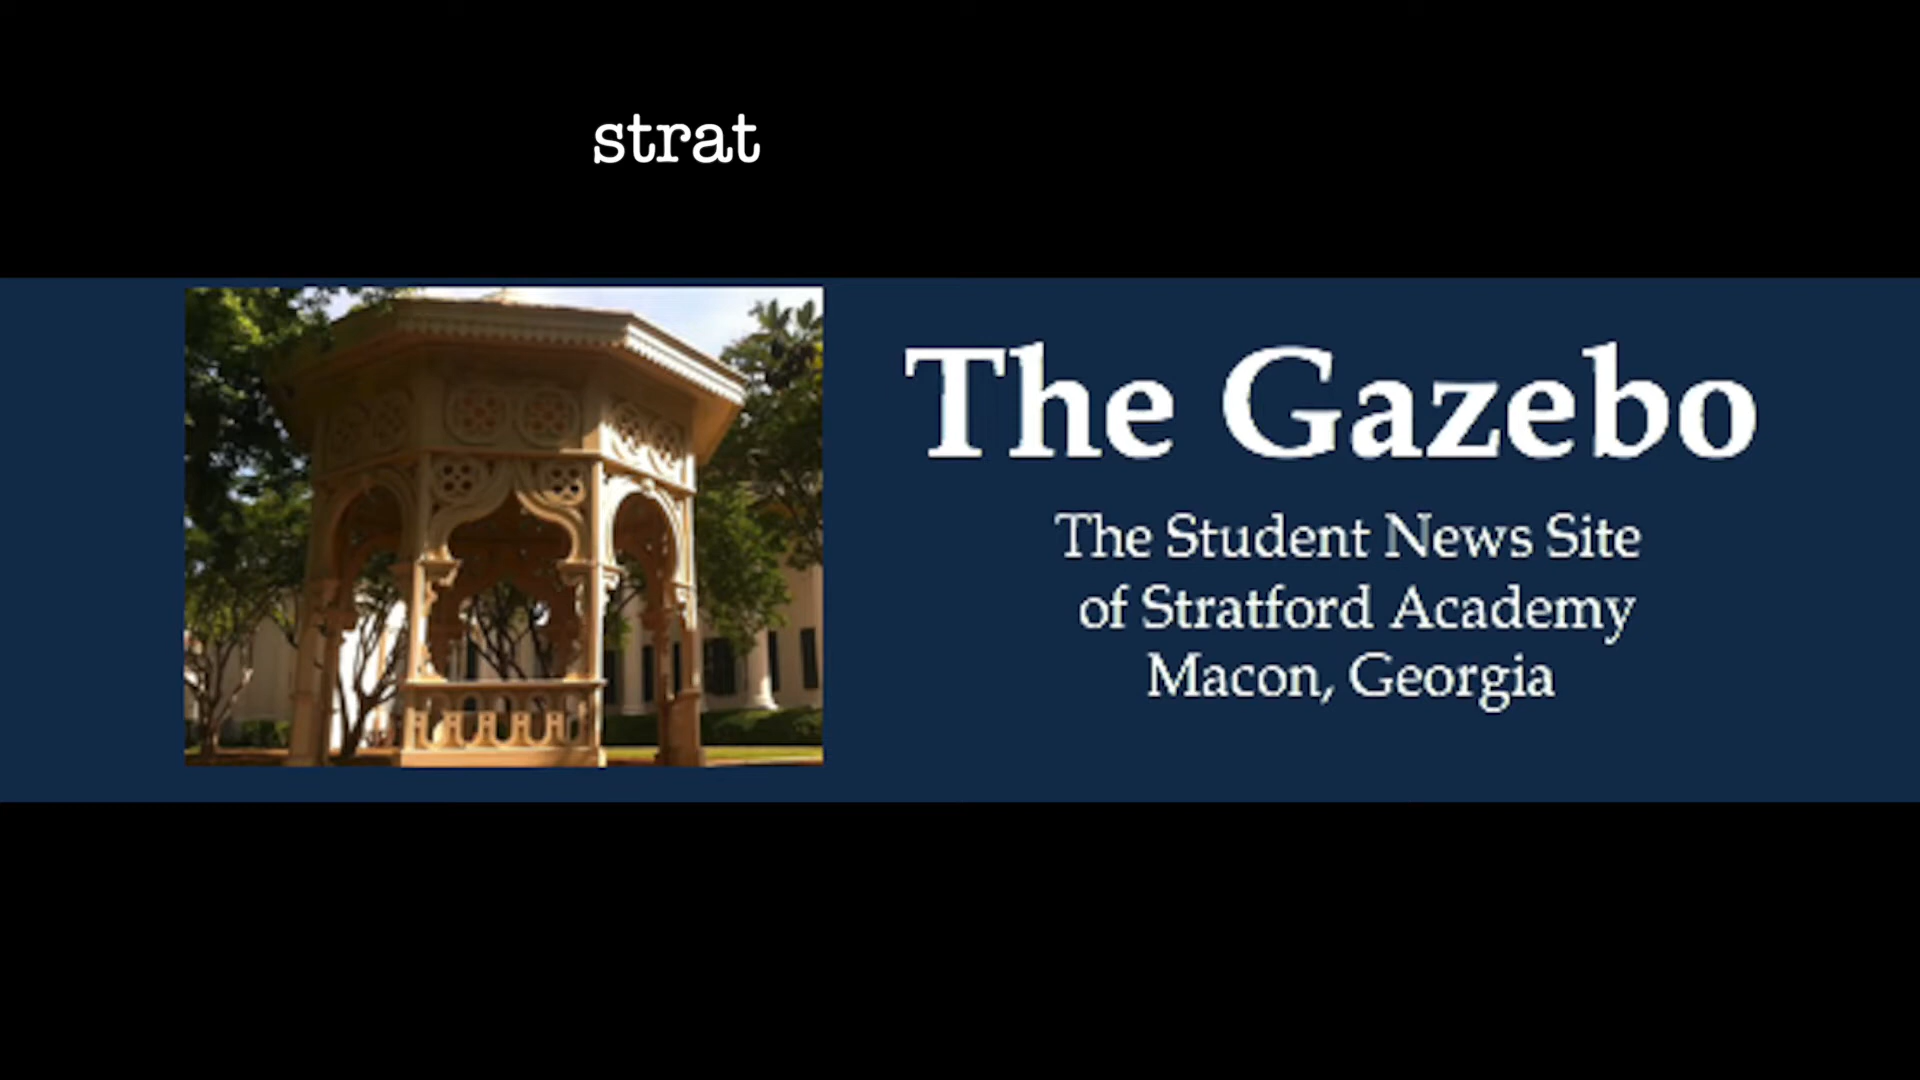 strat
The Gazebo
The Student News Site
of Stratford Academy
Macon, Georgia